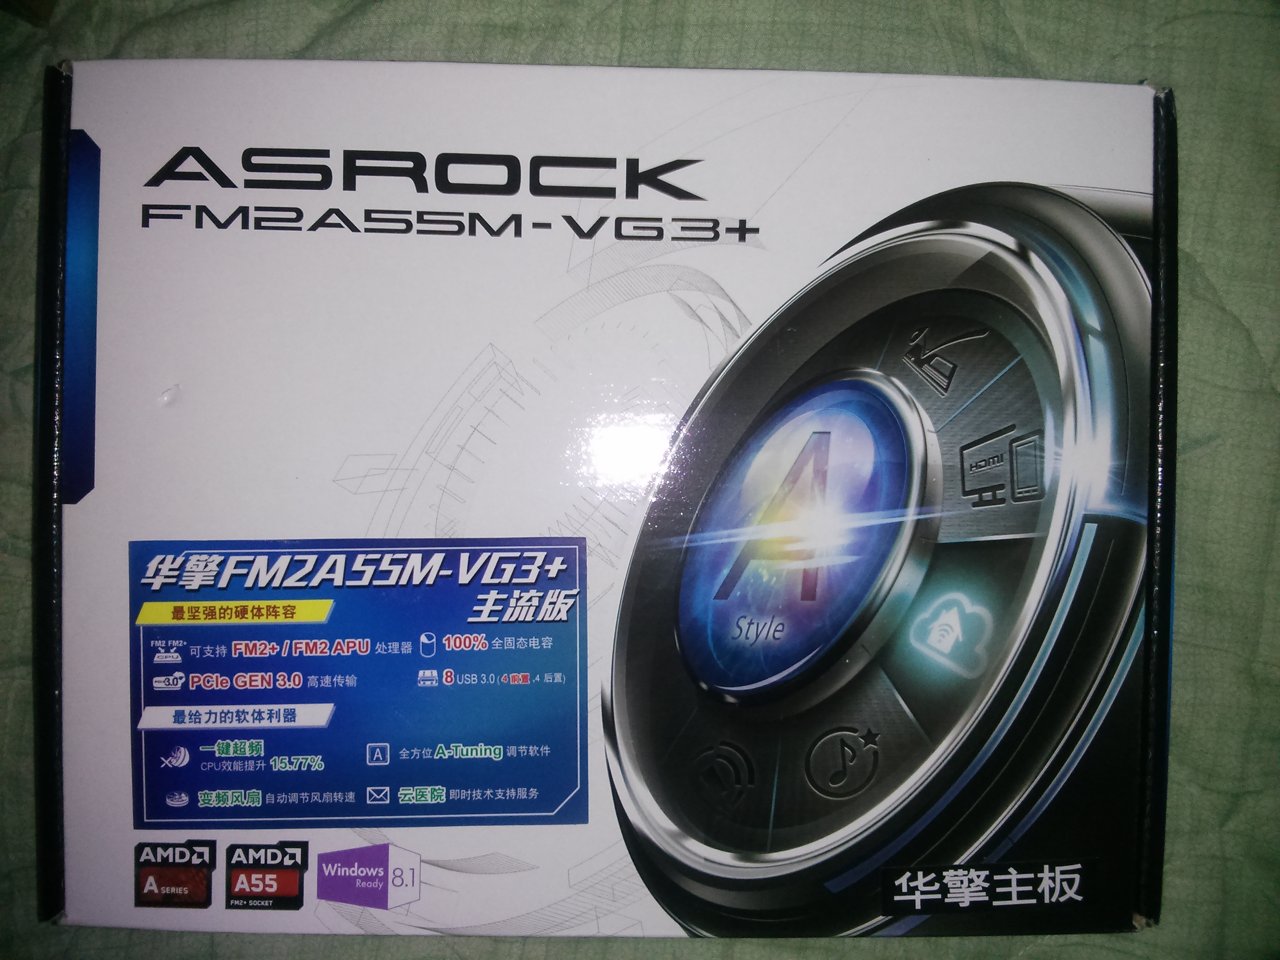 ASROCK
FM2A55M-VG3+
HDMI
A
Style
华擎FM2A55M-VG3+
主流版
最坚强的硬体阵容
FM2 FM2+
CPU
可支持 FM2+ / FM2 APU 处理器
100% 全固态电容
3.0
PCIe GEN 3.0 高速传输
8 USB 3.0 (4 前置 ,4 后置)
最给力的软体利器
一键超频
CPU效能提升 15.77%
A
全方位 A-Tuning 调节软件
变频风扇 自动调节风扇转速
云医院 即时技术支持服务
AMD
A SERIES
AMD
A55
FM2+ SOCKET
Windows 8.1
Ready
华擎主板